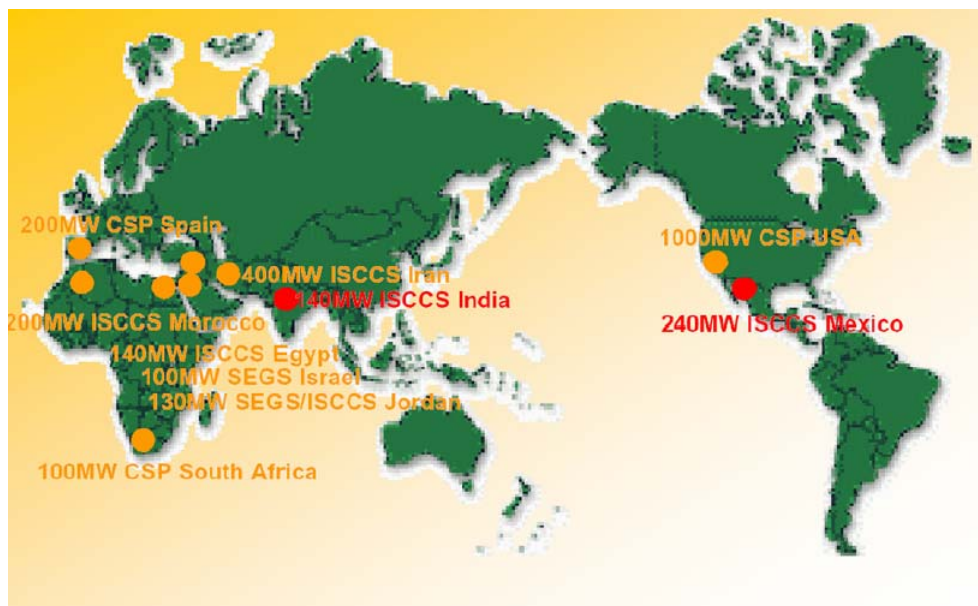 200MW CSP Spain
1000MW CSP USA
400MW ISCCS Iran
140MW ISCCS India
200MW ISCCS Morocco
240MW ISCCS Mexico
140MW ISCCS Egypt
100MW SEGS Israel
130MW SEGS/ISCCS Jordan
100MW CSP South Africa